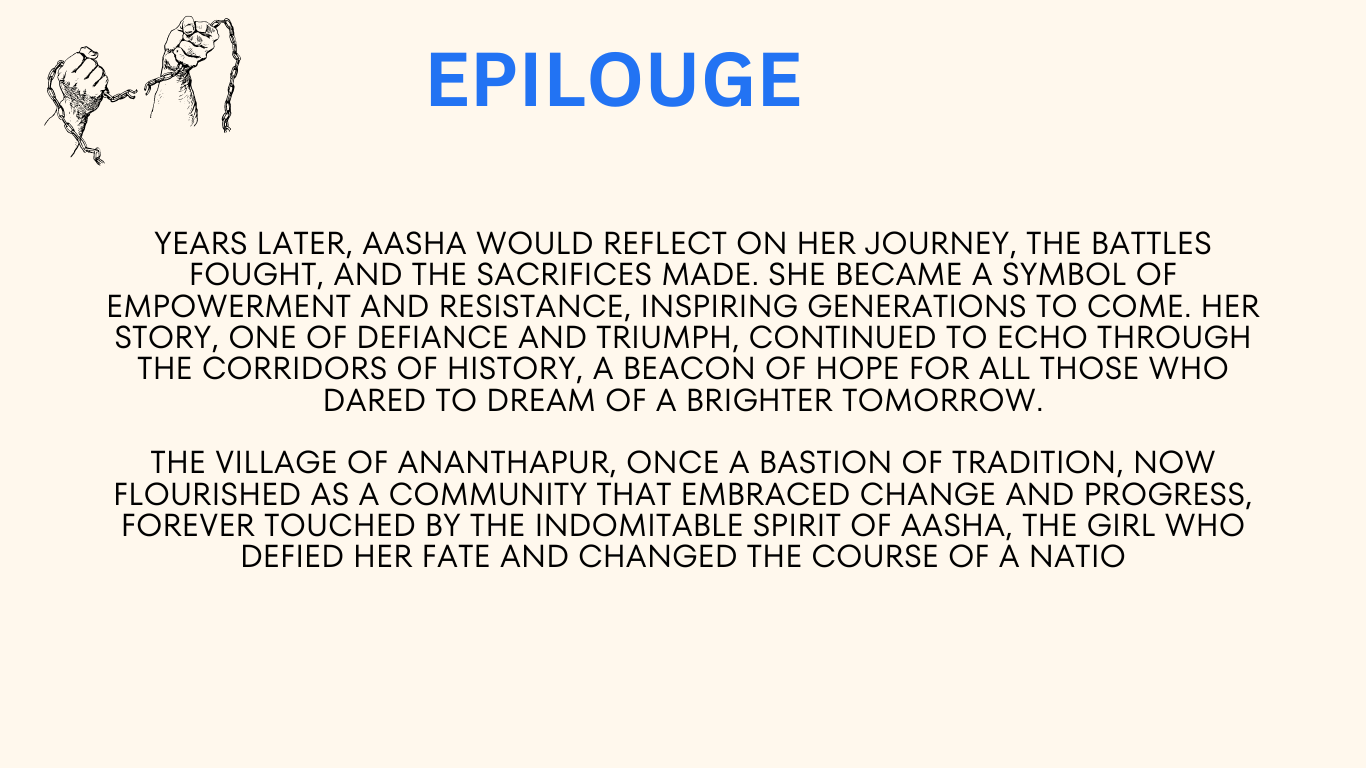 EPILOUGE
YEARS LATER, AASHA WOULD REFLECT ON HER JOURNEY, THE BATTLES
FOUGHT, AND THE SACRIFICES MADE. SHE BECAME A SYMBOL OF
EMPOWERMENT AND RESISTANCE, INSPIRING GENERATIONS TO COME. HER
STORY, ONE OF DEFIANCE AND TRIUMPH, CONTINUED TO ECHO THROUGH
THE CORRIDORS OF HISTORY, A BEACON OF HOPE FOR ALL THOSE WHO
DARED TO DREAM OF A BRIGHTER TOMORROW.
THE VILLAGE OF ANANTHAPUR, ONCE A BASTION OF TRADITION, NOW
FLOURISHED AS A COMMUNITY THAT EMBRACED CHANGE AND PROGRESS,
FOREVER TOUCHED BY THE INDOMITABLE SPIRIT OF AASHA, THE GIRL WHO
DEFIED HER FATE AND CHANGED THE COURSE OF A NATIO